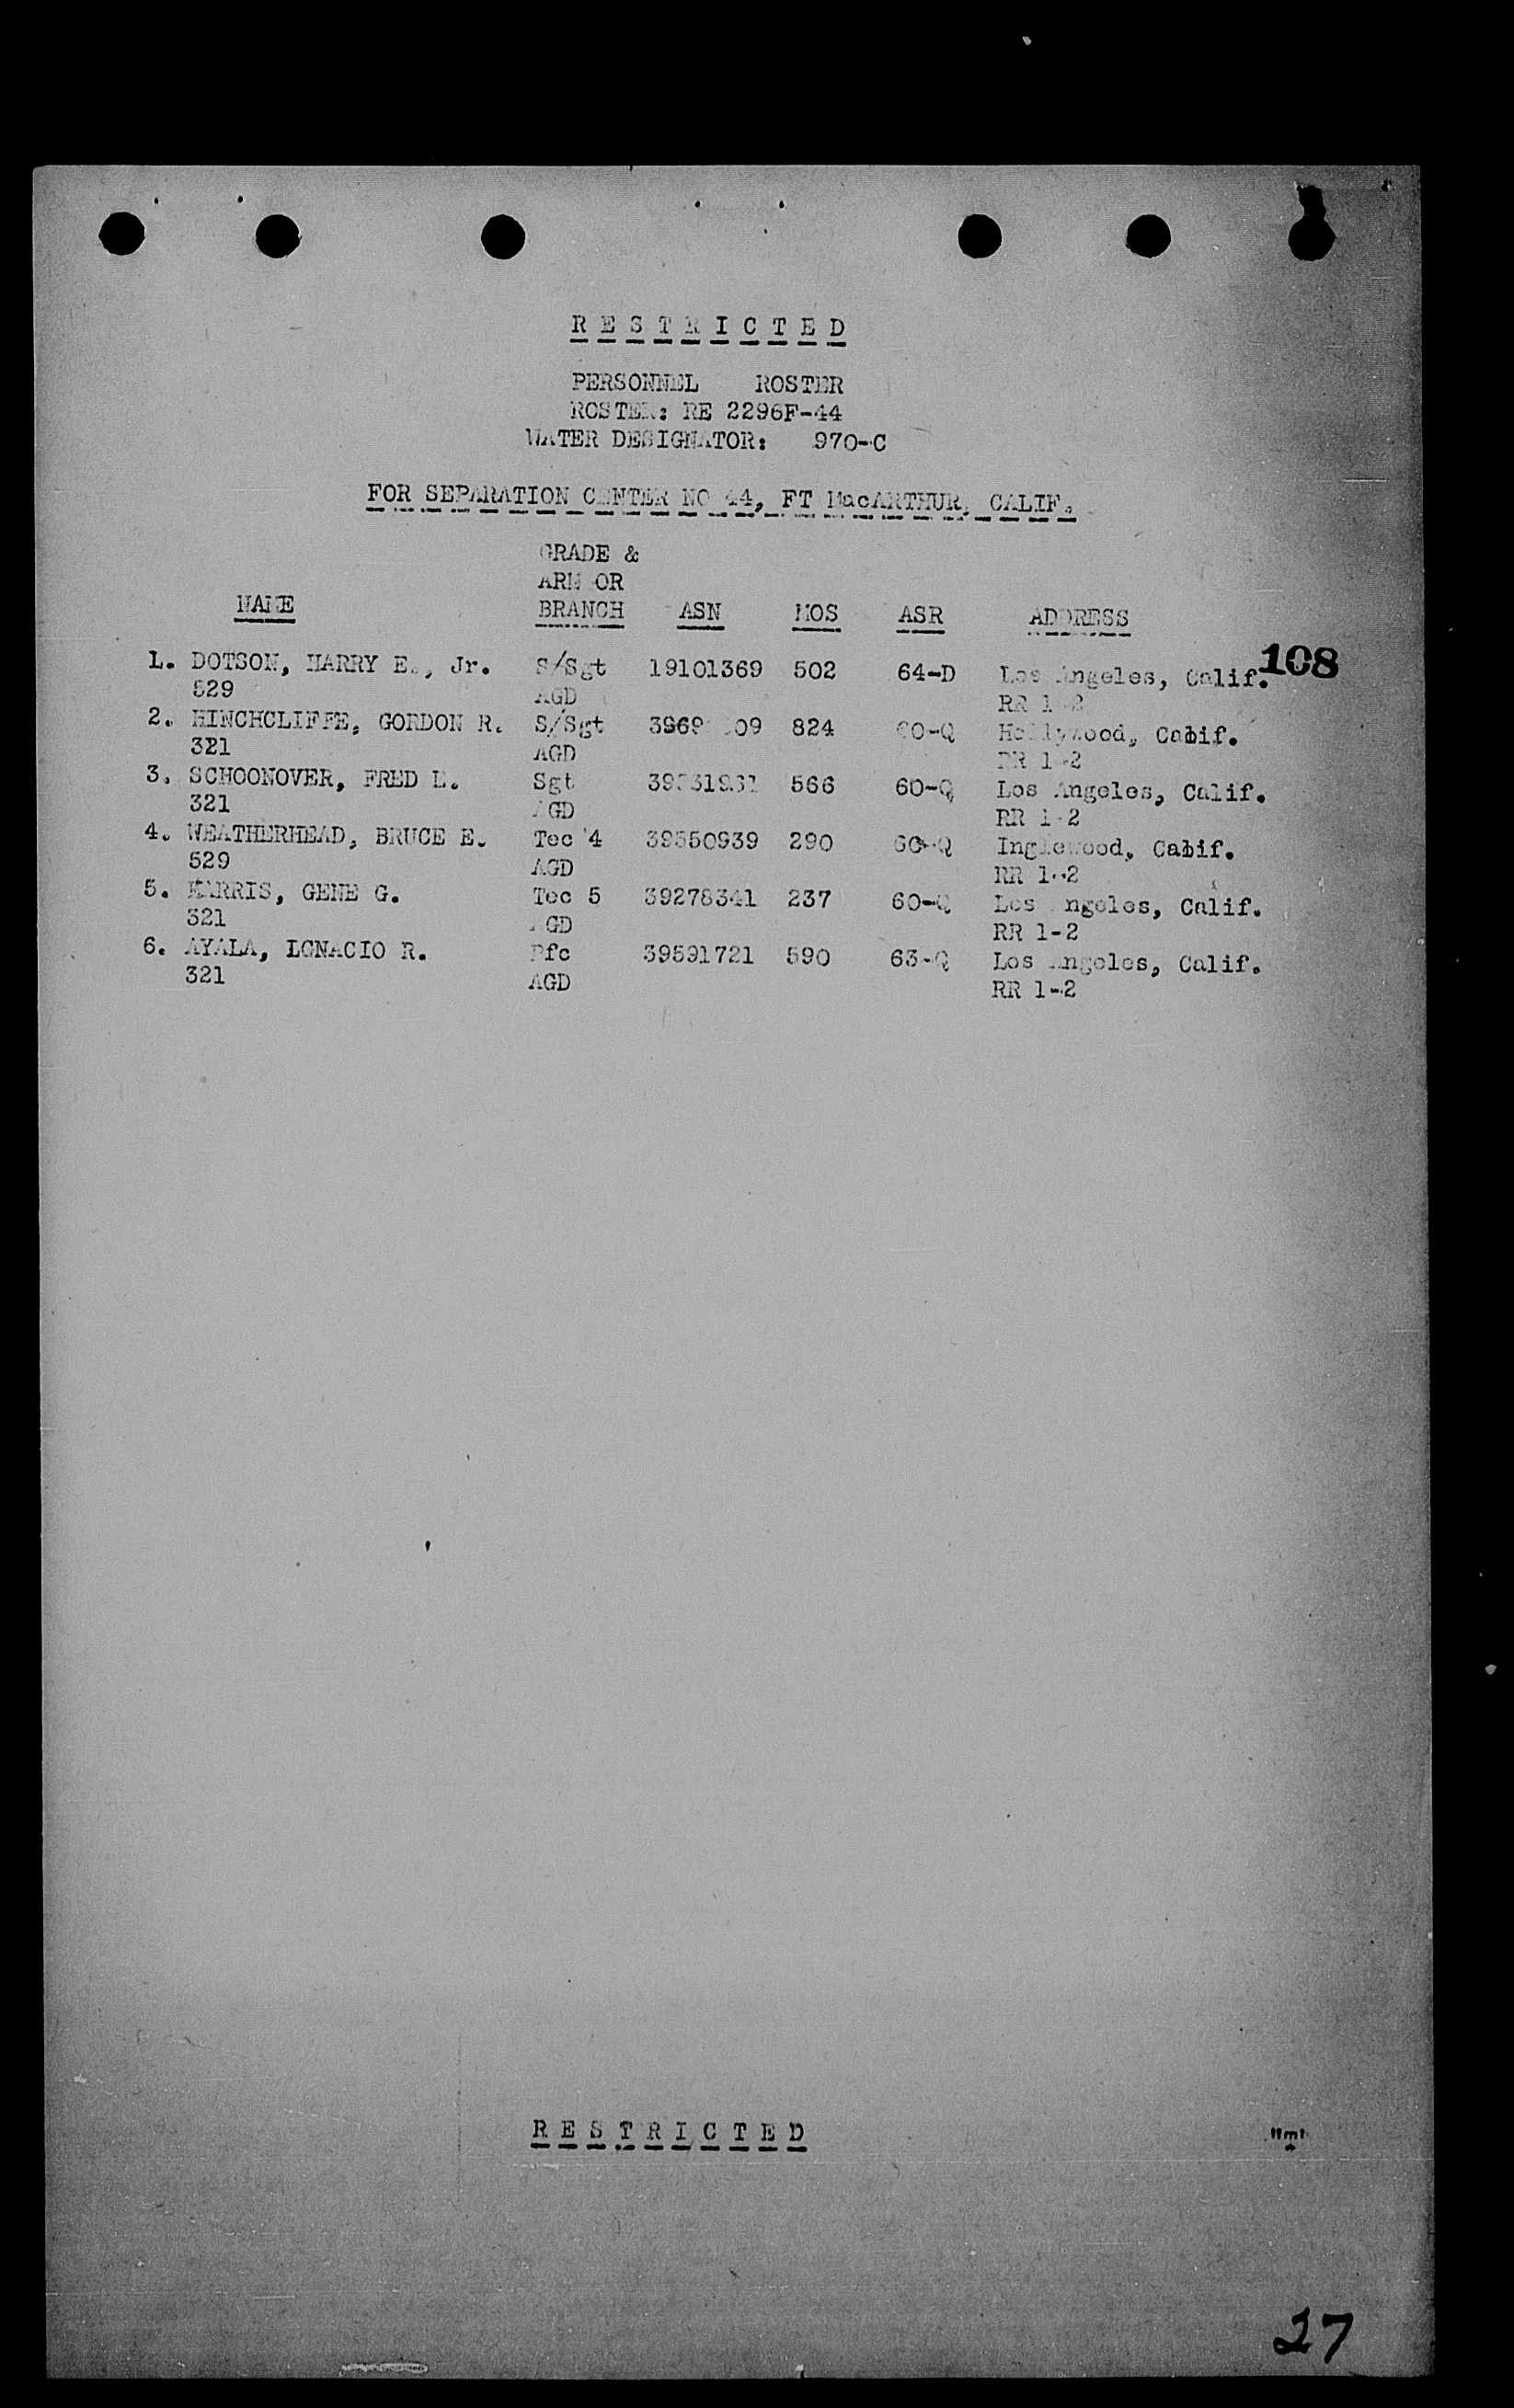 RESTRICTED
PERSONNEL ROSTER
ROSTER: RE 2296F-44
WATER DESIGNATOR: 970-C
FOR SEPARATION CENTER NO 44, FT MacARTHUR, CALIF.
GRADE &
ARM OR
NAME BRANCH ASN MOS ASR ADDRESS
108
1. DOTSON, HARRY E., Jr. S/Sgt 19101369 502 64-D Los Angeles, Calif.
529 AGD RR 1-2
2. HINCHCLIFFE, GORDON R. S/Sgt 824 60-Q Hollywood, Calif.
321 AGD RR 1-2
3. SCHOONOVER, FRED Sgt 566 60-Q Los Angeles, Calif.
321 AGD RR 1-2
4. WEATHERHEAD, BRUCE E. Tec 4 39550939 290 60-Q Inglewood, Calif.
529 AGD RR 1-2
5. HARRIS, GENE G. Tec 5 39278341 237 60-Q Los Angeles, Calif.
321 AGD RR 1-2
6. AYALA, IGNACIO R. Pfc 39591721 590 63-Q Los Angeles, Calif.
321 AGD RR 1-2
RESTRICTED
27